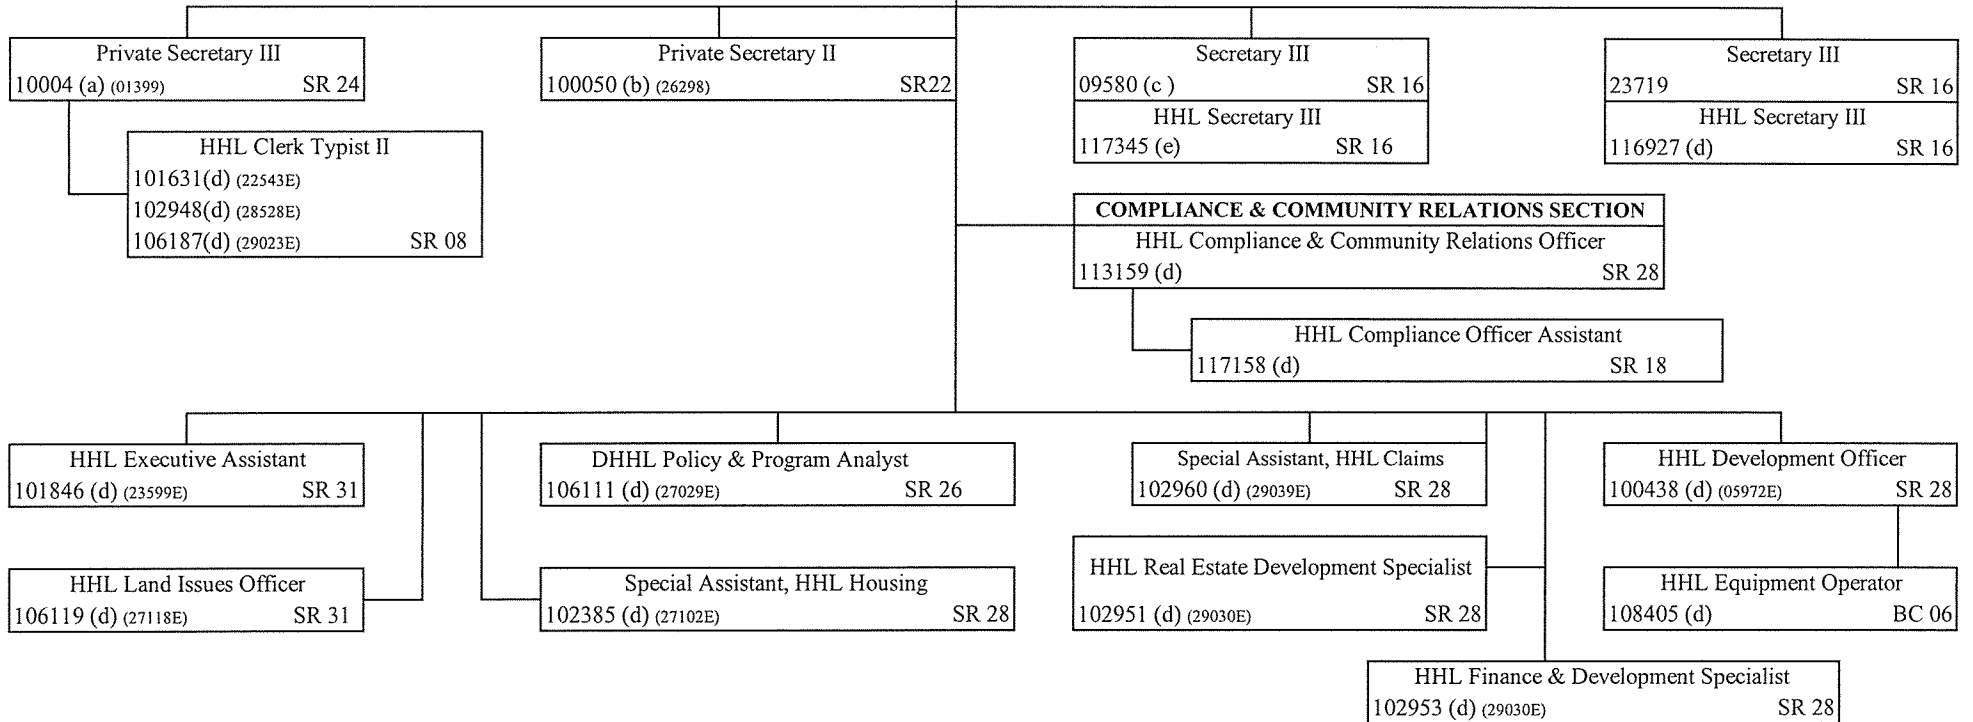 Private Secretary III
10004 (a) (01399) SR 24
Private Secretary II
100050 (b) (26298) SR22
Secretary III
09580 (c ) SR 16
HHL Secretary III
117345 (e) SR 16
Secretary III
23719 SR 16
HHL Secretary III
116927 (d) SR 16
HHL Clerk Typist II
101631(d) (22543E)
102948(d) (28528E)
106187(d) (29023E) SR 08
COMPLIANCE & COMMUNITY RELATIONS SECTION
HHL Compliance & Community Relations Officer
113159 (d) SR 28
HHL Compliance Officer Assistant
117158 (d) SR 18
HHL Executive Assistant
101846 (d) (23599E) SR 31
DHHL Policy & Program Analyst
106111 (d) (27029E) SR 26
Special Assistant, HHL Claims
102960 (d) (29039E) SR 28
HHL Development Officer
100438 (d) (05972E) SR 28
HHL Land Issues Officer
106119 (d) (27118E) SR 31
Special Assistant, HHL Housing
102385 (d) (27102E) SR 28
HHL Real Estate Development Specialist
102951 (d) (29030E) SR 28
HHL Equipment Operator
108405 (d) BC 06
HHL Finance & Development Specialist
102953 (d) (29030E) SR 28